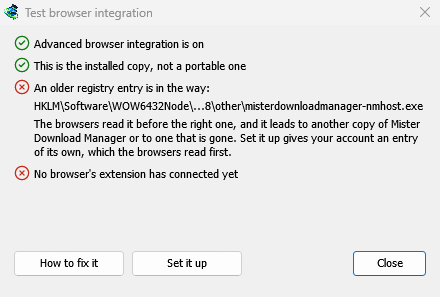 Test browser integration
Advanced browser integration is on
This is the installed copy, not a portable one
An older registry entry is in the way:
HKLM\Software\WOW6432Node\...8\other\misterdownloadmanager-nmhost.exe
The browsers read it before the right one, and it leads to another copy of Mister
Download Manager or to one that is gone. Set it up gives your account an entry
of its own, which the browsers read first.
No browser's extension has connected yet
How to fix it
Set it up
Close